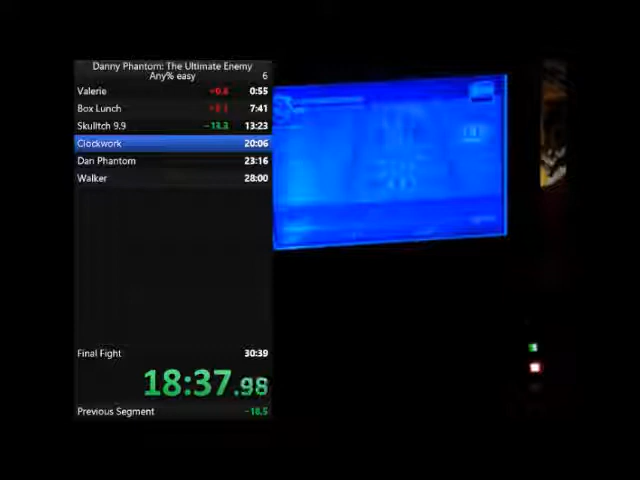 Danny Phantom: The Ultimate Enemy
Any% easy 6
Valerie +0.8 0:55
Box Lunch 7:41
Skulltch 9.9 −13.3 13:23
Clockwork 20:06
Dan Phantom 23:16
Walker 28:00
Final Fight 30:39
18:37.98
Previous Segment −18.5